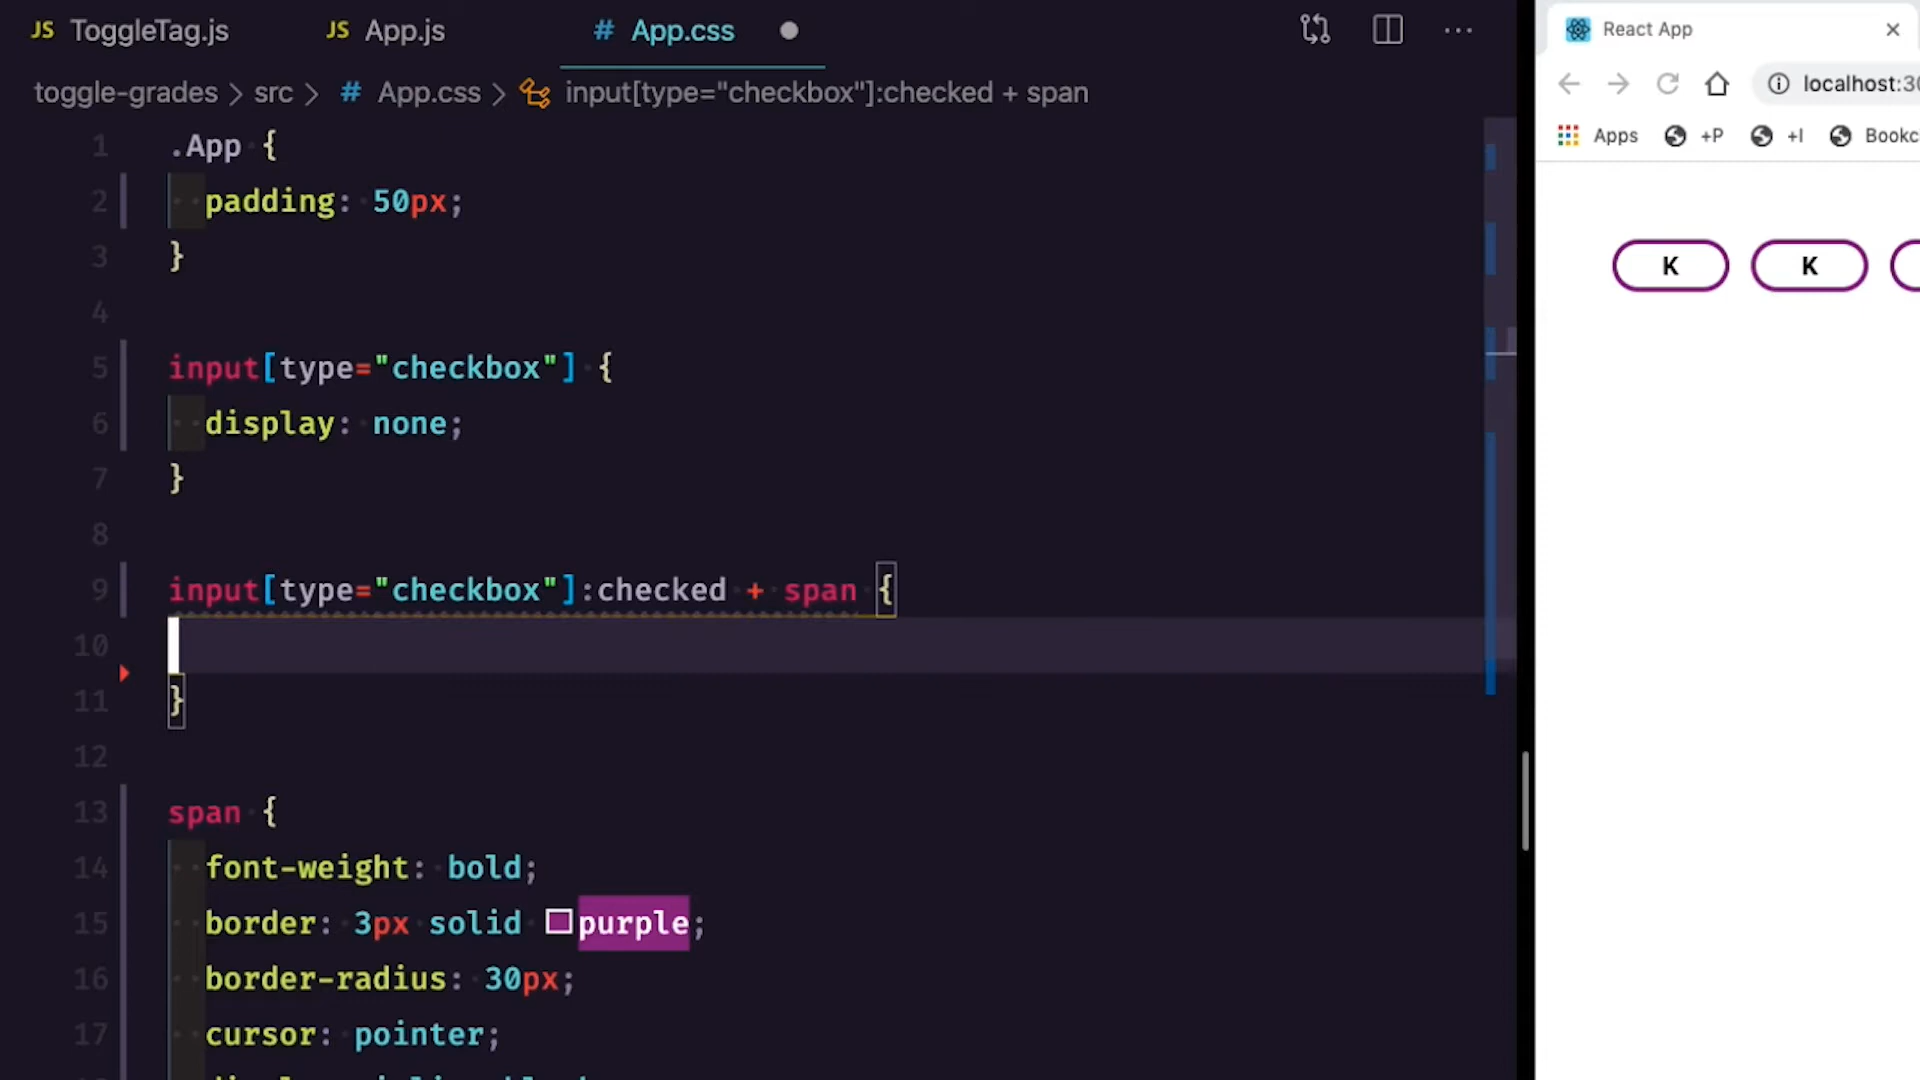 JS ToggleTag.js JS App.js # App.css
toggle-grades > src > # App.css > input[type="checkbox"]:checked + span
1 .App {
2 padding: 50px;
3 }
4
5 input[type="checkbox"] {
6 display: none;
7 }
8
9 input[type="checkbox"]:checked + span {
10
11 }
12
13 span {
14 font-weight: bold;
15 border: 3px solid purple;
16 border-radius: 30px;
17 cursor: pointer;
React App
localhost:30
Apps +P +I Bookc
K K